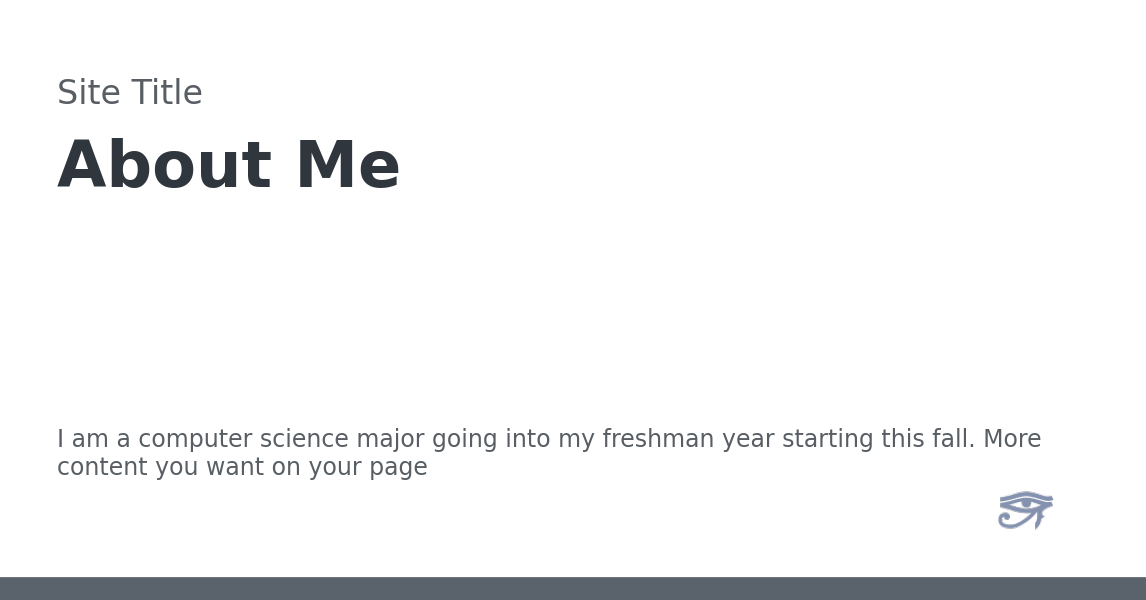 Site Title
About Me
I am a computer science major going into my freshman year starting this fall. More
content you want on your page